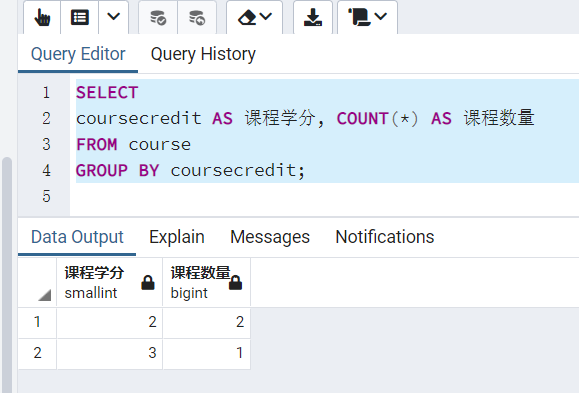 Query Editor Query History
1 SELECT
2 coursecredit AS 课程学分, COUNT(*) AS 课程数量
3 FROM course
4 GROUP BY coursecredit;
5
Data Output Explain Messages Notifications
课程学分 课程数量
smallint bigint
1 2 2
2 3 1